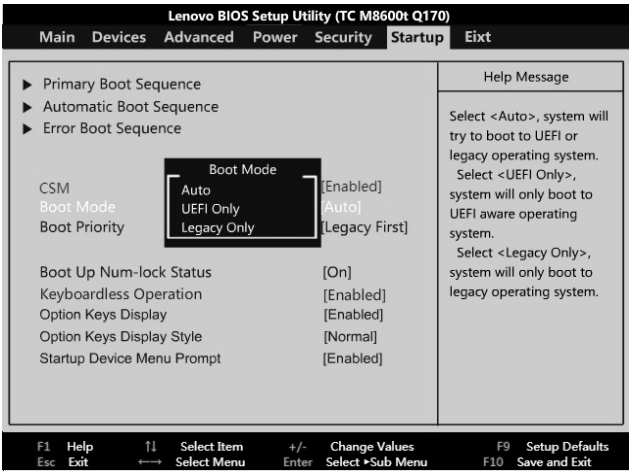 Lenovo BIOS Setup Utility (TC M8600t Q170)
Main Devices Advanced Power Security Startup Eixt
Primary Boot Sequence
Automatic Boot Sequence
Error Boot Sequence
CSM [Enabled]
Boot Mode [Auto]
Boot Priority [Legacy First]
Boot Mode
Auto
UEFI Only
Legacy Only
Boot Up Num-lock Status [On]
Keyboardless Operation [Enabled]
Option Keys Display [Enabled]
Option Keys Display Style [Normal]
Startup Device Menu Prompt [Enabled]
Help Message
Select <Auto>, system will
try to boot to UEFI or
legacy operating system.
Select <UEFI Only>,
system will only boot to
UEFI aware operating
system.
Select <Legacy Only>,
system will only boot to
legacy operating system.
F1 Help ↑↓ Select Item +/- Change Values F9 Setup Defaults
Esc Exit ←→ Select Menu Enter Select ▸Sub Menu F10 Save and Exit